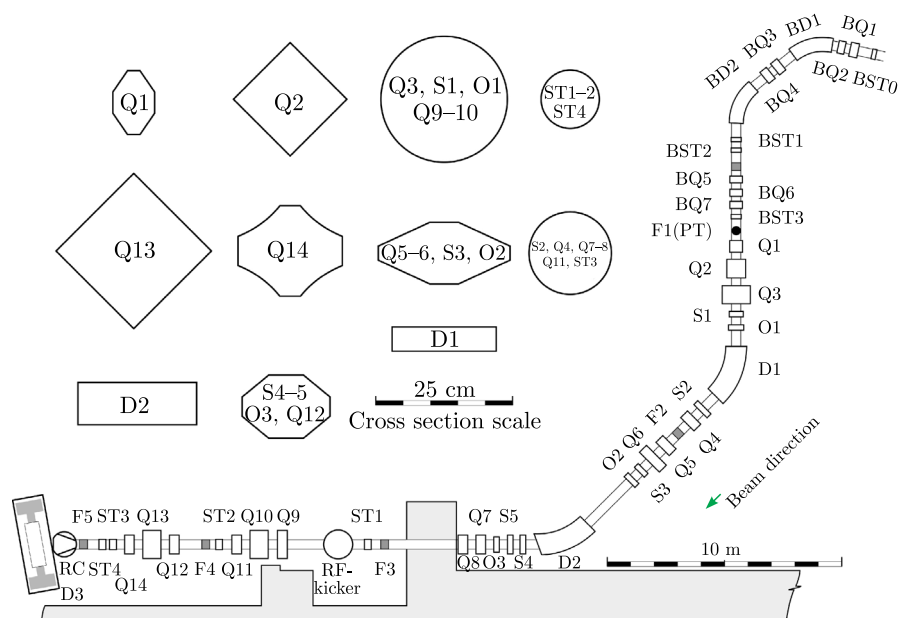 Q1
Q2
Q3, S1, O1
Q9–10
ST1–2
ST4
Q13
Q14
Q5–6, S3, O2
S2, Q4, Q7–8
Q11, ST3
D1
D2
S4–5
O3, Q12
25 cm
Cross section scale
BD1
BQ1
BQ3
BD2
BQ4
BQ2
BST0
BST1
BST2
BQ5
BQ6
BQ7
BST3
F1(PT)
Q1
Q2
Q3
S1
O1
D1
S2
F2
Q6
O2
Q4
Q5
S3
Beam direction
F5
ST3
Q13
ST2
Q10
Q9
ST1
Q7
S5
10 m
RC
ST4
Q14
Q12
F4
Q11
RF-
kicker
F3
Q8
O3
S4
D2
D3